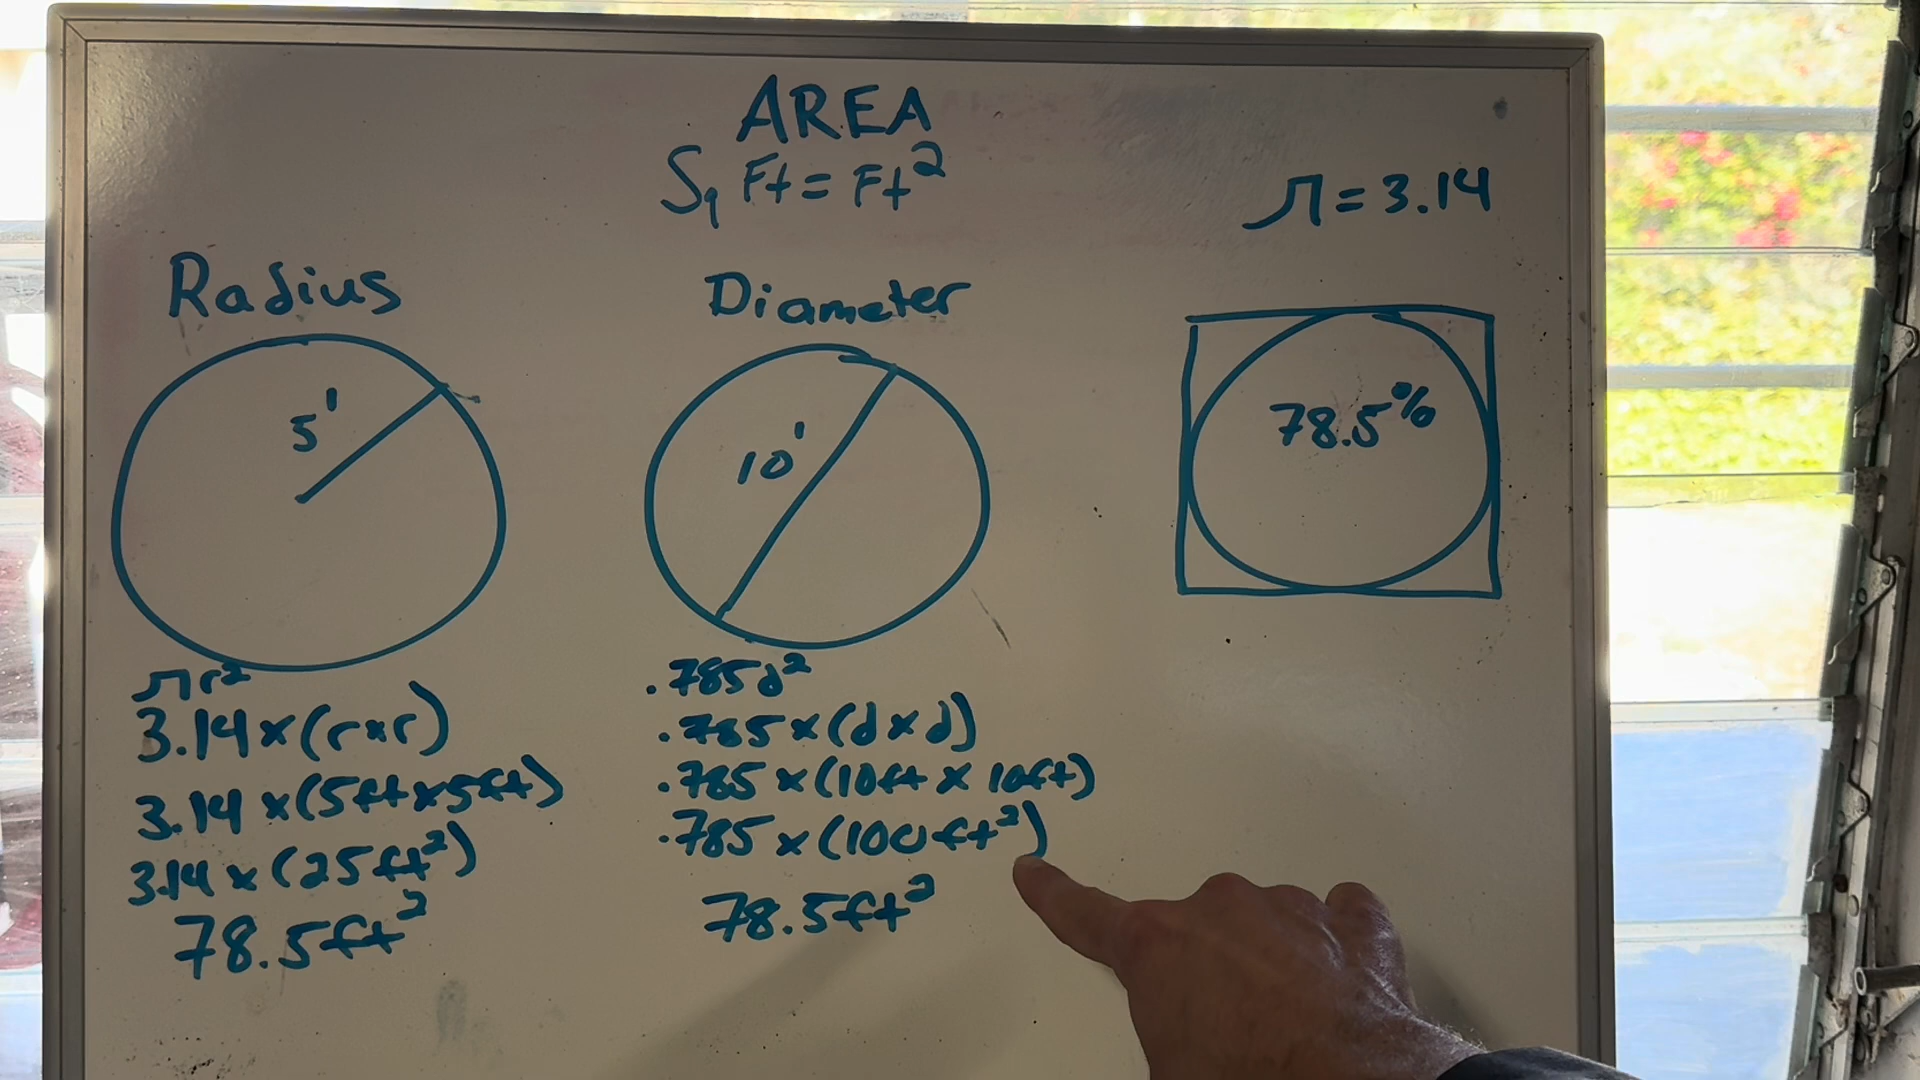 AREA
Sq Ft = Ft²
π = 3.14
Radius
5'
πr²
3.14 × (r×r)
3.14 × (5ft×5ft)
3.14 × (25ft²)
78.5ft²
Diameter
10'
.785d²
.785 × (d×d)
.785 × (10ft × 10ft)
.785 × (100ft²)
78.5ft²
78.5%